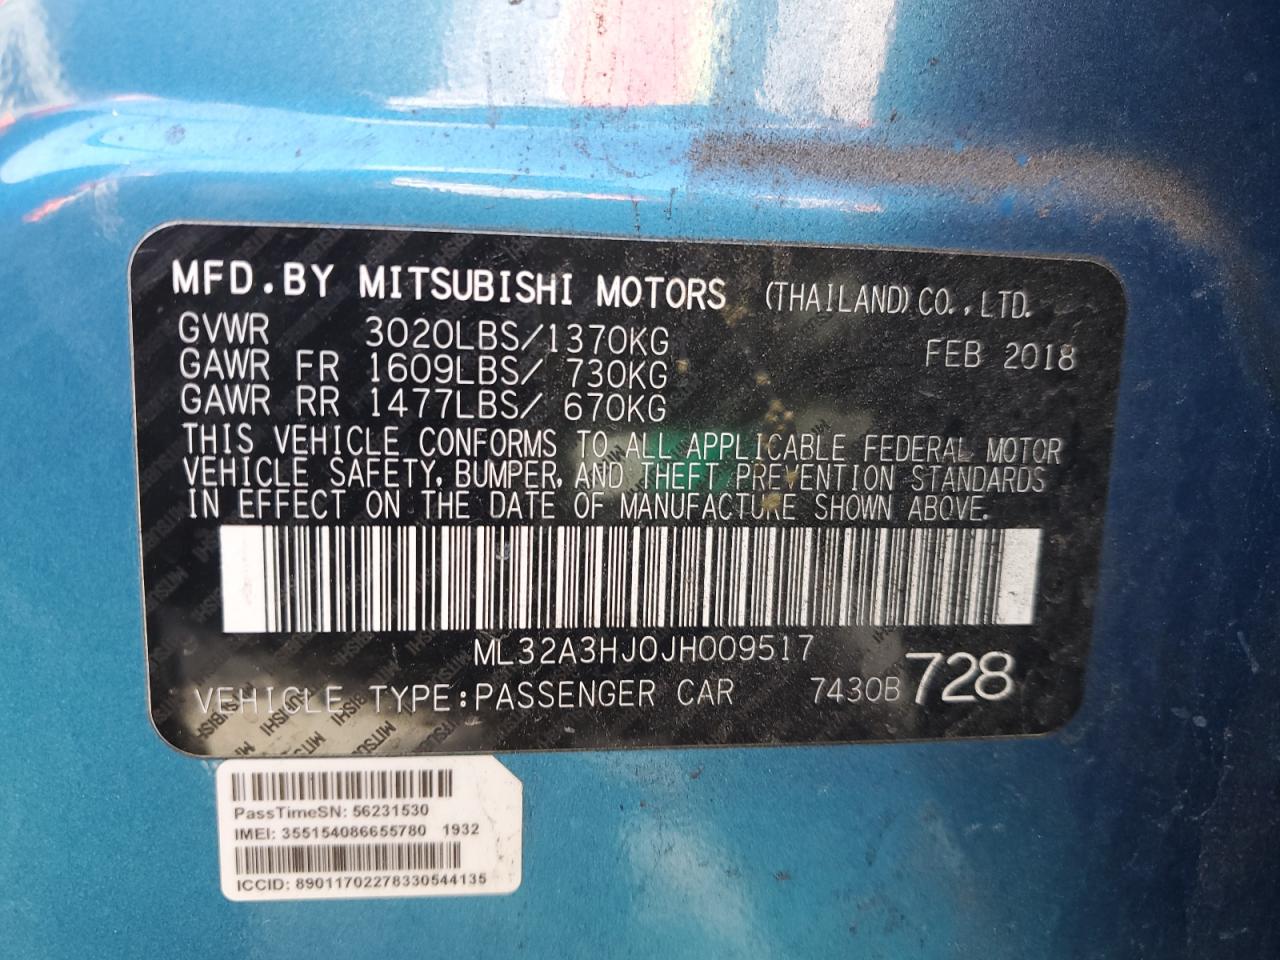 MFD.BY MITSUBISHI MOTORS (THAILAND) CO.,LTD.
GVWR 3020LBS/1370KG FEB 2018
GAWR FR 1609LBS/ 730KG
GAWR RR 1477LBS/ 670KG
THIS VEHICLE CONFORMS TO ALL APPLICABLE FEDERAL MOTOR
VEHICLE SAFETY, BUMPER, AND THEFT PREVENTION STANDARDS
IN EFFECT ON THE DATE OF MANUFACTURE SHOWN ABOVE.
ML32A3HJ0JH009517
VEHICLE TYPE:PASSENGER CAR 7430B 728
PassTimeSN: 56231530
IMEI: 355154086655780 1932
ICCID: 89011702278330544135